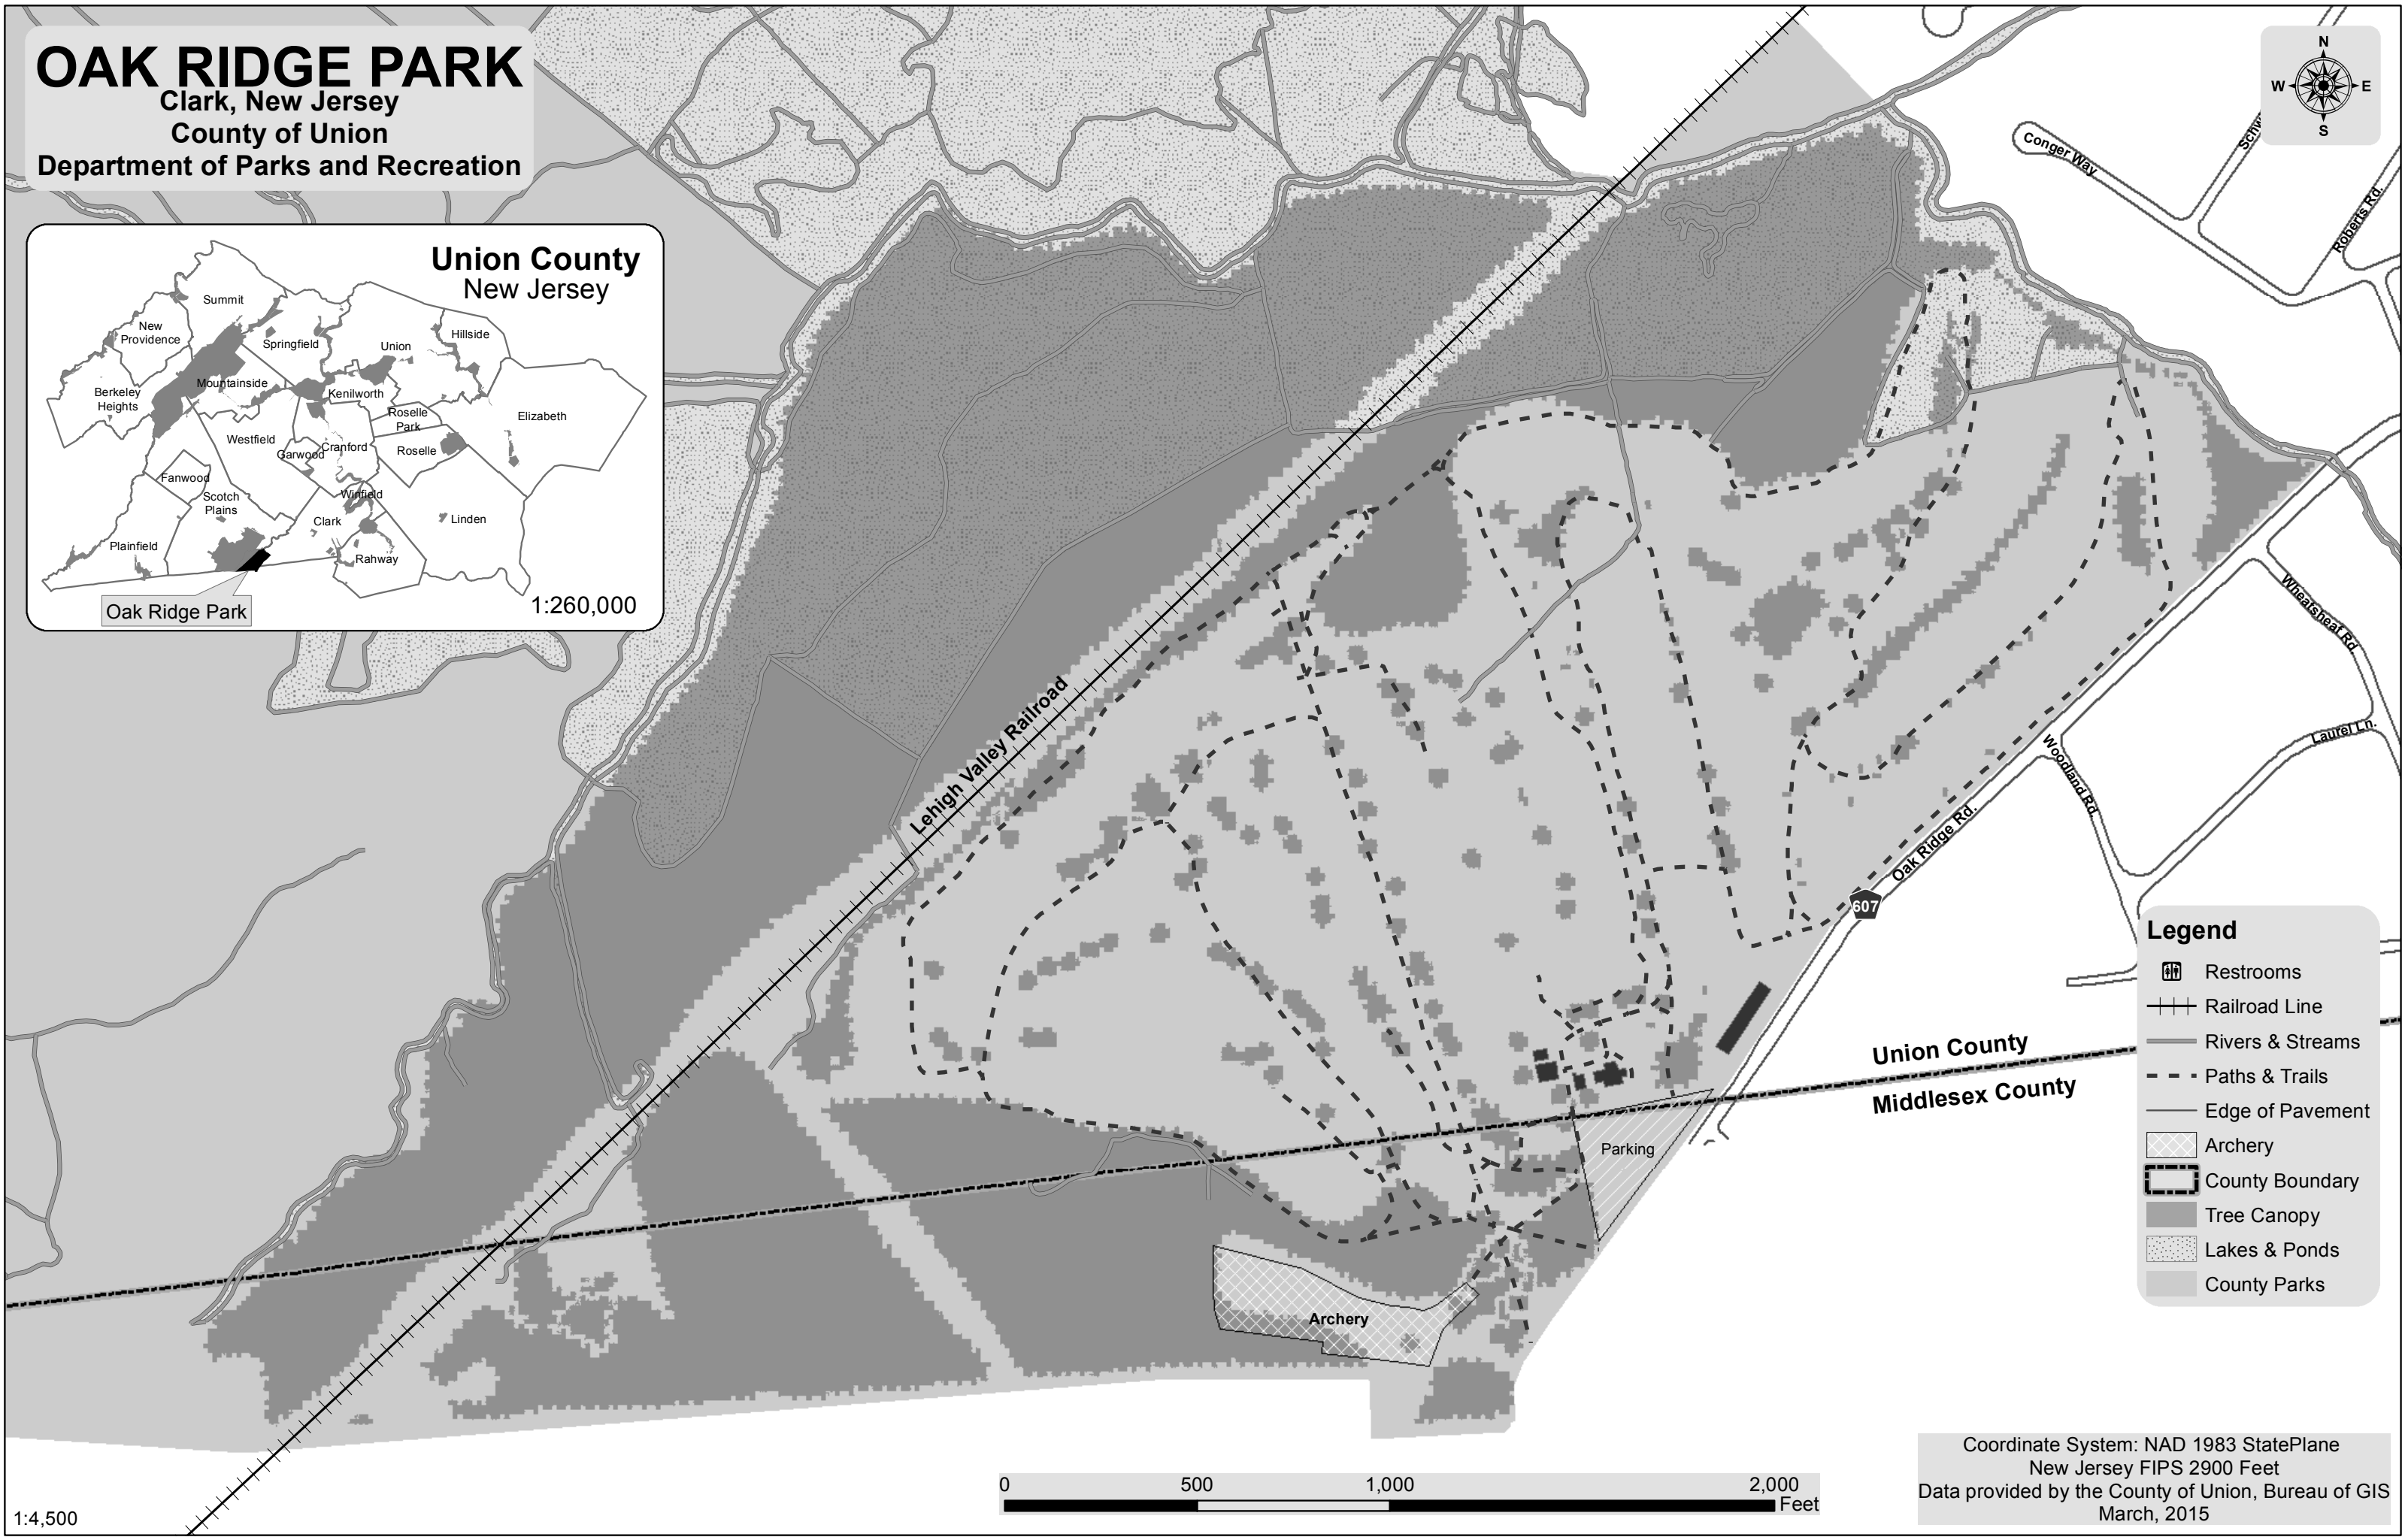 OAK RIDGE PARK
Clark, New Jersey
County of Union
Department of Parks and Recreation
N
W
E
S
Union County
New Jersey
Summit
New
Providence
Springfield
Union
Hillside
Berkeley
Heights
Mountainside
Kenilworth
Roselle
Park
Elizabeth
Westfield
Garwood
Cranford
Roselle
Fanwood
Scotch
Plains
Winfield
Clark
Linden
Plainfield
Rahway
Oak Ridge Park
1:260,000
Conger Way
Schw
Roberts Rd.
Wheatsheaf Rd.
Laurel Ln.
Woodland Rd.
Oak Ridge Rd.
607
Lehigh Valley Railroad
Union County
Middlesex County
Parking
Archery
Legend
Restrooms
Railroad Line
Rivers & Streams
Paths & Trails
Edge of Pavement
Archery
County Boundary
Tree Canopy
Lakes & Ponds
County Parks
0 500 1,000 2,000
Feet
1:4,500
Coordinate System: NAD 1983 StatePlane
New Jersey FIPS 2900 Feet
Data provided by the County of Union, Bureau of GIS
March, 2015